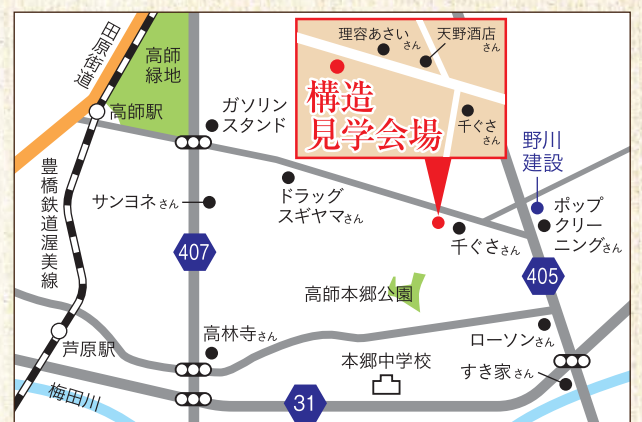 田原街道
高師
緑地
高師駅
ガソリン
スタンド
理容あさいさん
天野酒店
さん
構造
見学会場
千ぐさ
さん
野川
建設
豊橋鉄道渥美線
サンヨネさん
ドラッグ
スギヤマさん
ポップ
クリー
ニングさん
千ぐささん
407
405
高師本郷公園
芦原駅
高林寺さん
ローソンさん
本郷中学校
すき家さん
梅田川
31